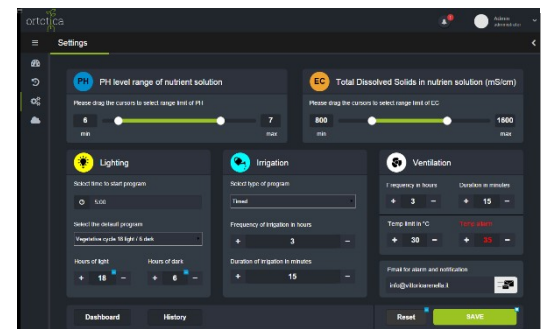 ortotica
Adamo
administrator
Settings
PH
PH level range of nutrient solution
Please drag the cursors to select range limit of PH
6
7
min
max
EC
Total Dissolved Solids in nutrien solution (mS/cm)
Please drag the cursors to select range limit of EC
800
1600
min
max
Lighting
Select time to start program
5:00
Select the default program
Vegetative cycle 18 light / 6 dark
Hours of light
Hours of dark
+ 18 −
+ 6 −
Irrigation
Select type of program
Timed
Frequency of Irrigation in hours
+ 3 −
Duration of irrigation in minutes
+ 15 −
Ventilation
Frequency in hours
Duration in minutes
+ 3 −
+ 15 −
Temp limit in °C
Temp alarm
+ 30 −
+ 35 −
Email for alarm and notification
Dashboard
History
Reset
SAVE